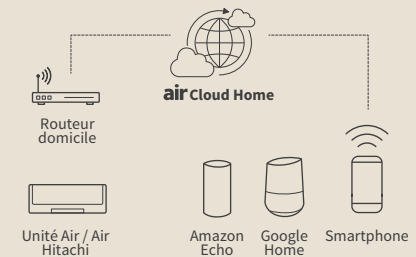 air Cloud Home
Routeur
domicile
Unité Air / Air
Hitachi
Amazon
Echo
Google
Home
Smartphone